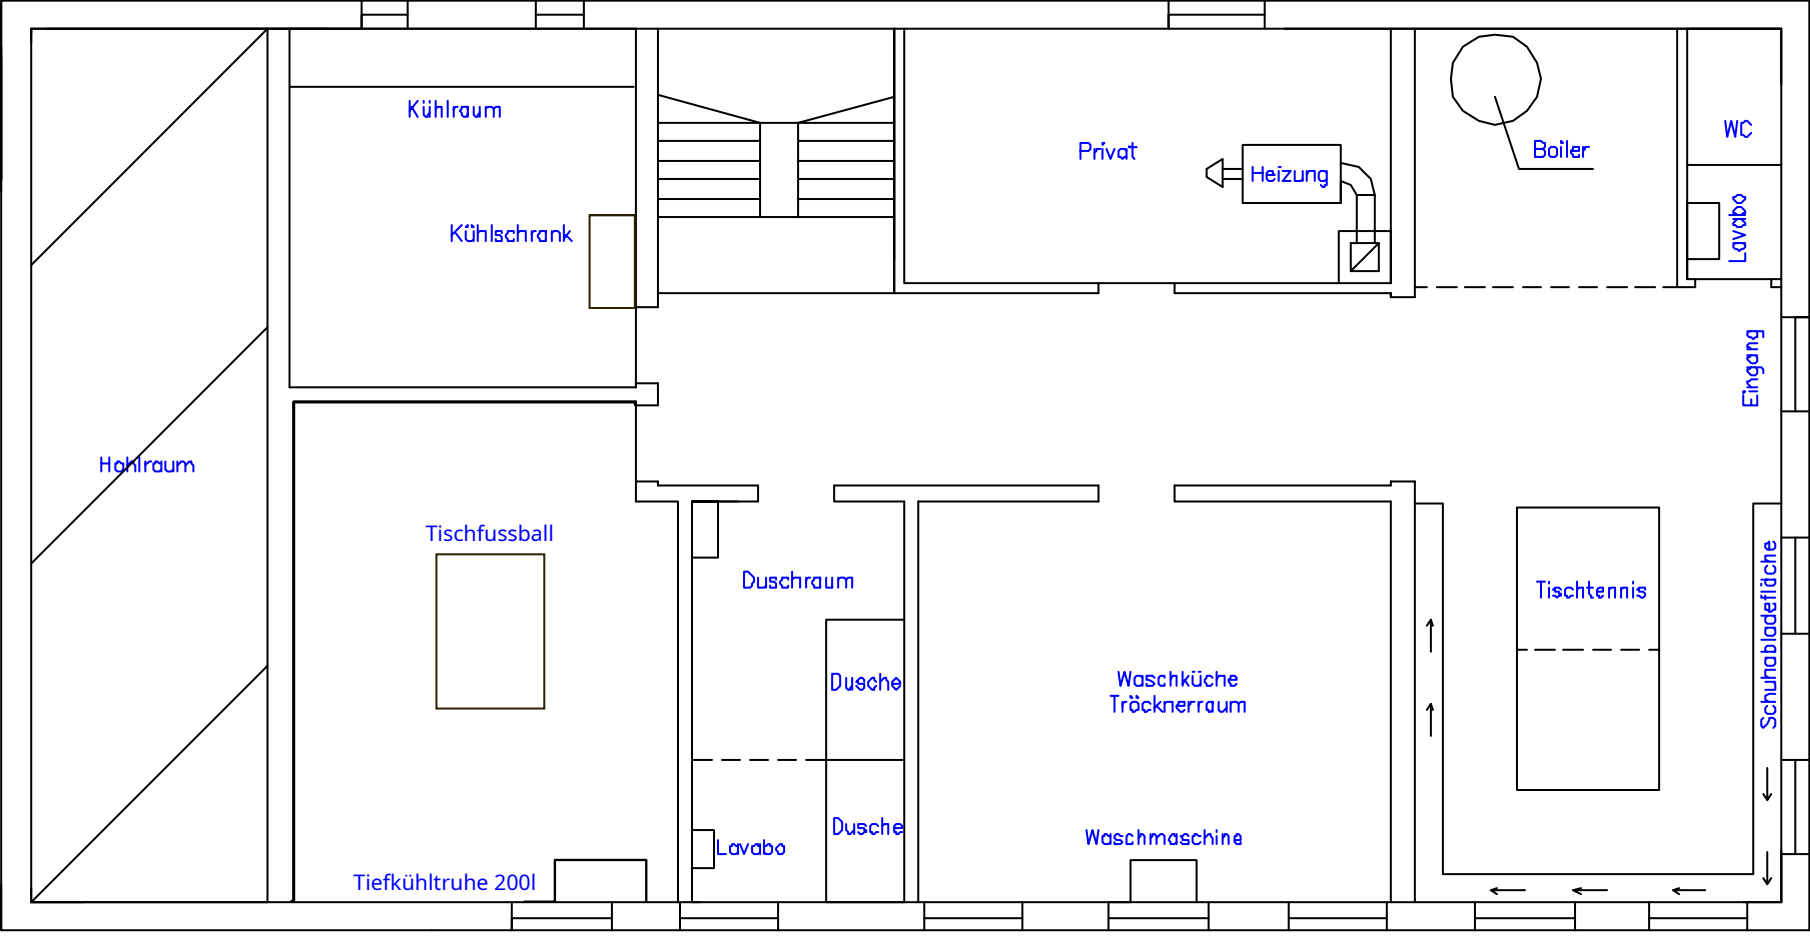 Kühlraum
Kühlschrank
Privat
Heizung
Boiler
WC
Lavabo
Eingang
Hohlraum
Tischfussball
Tiefkühltruhe 200l
Duschraum
Dusche
Dusche
Lavabo
Waschküche
Tröcknerraum
Waschmaschine
Tischtennis
Schuhabladefläche